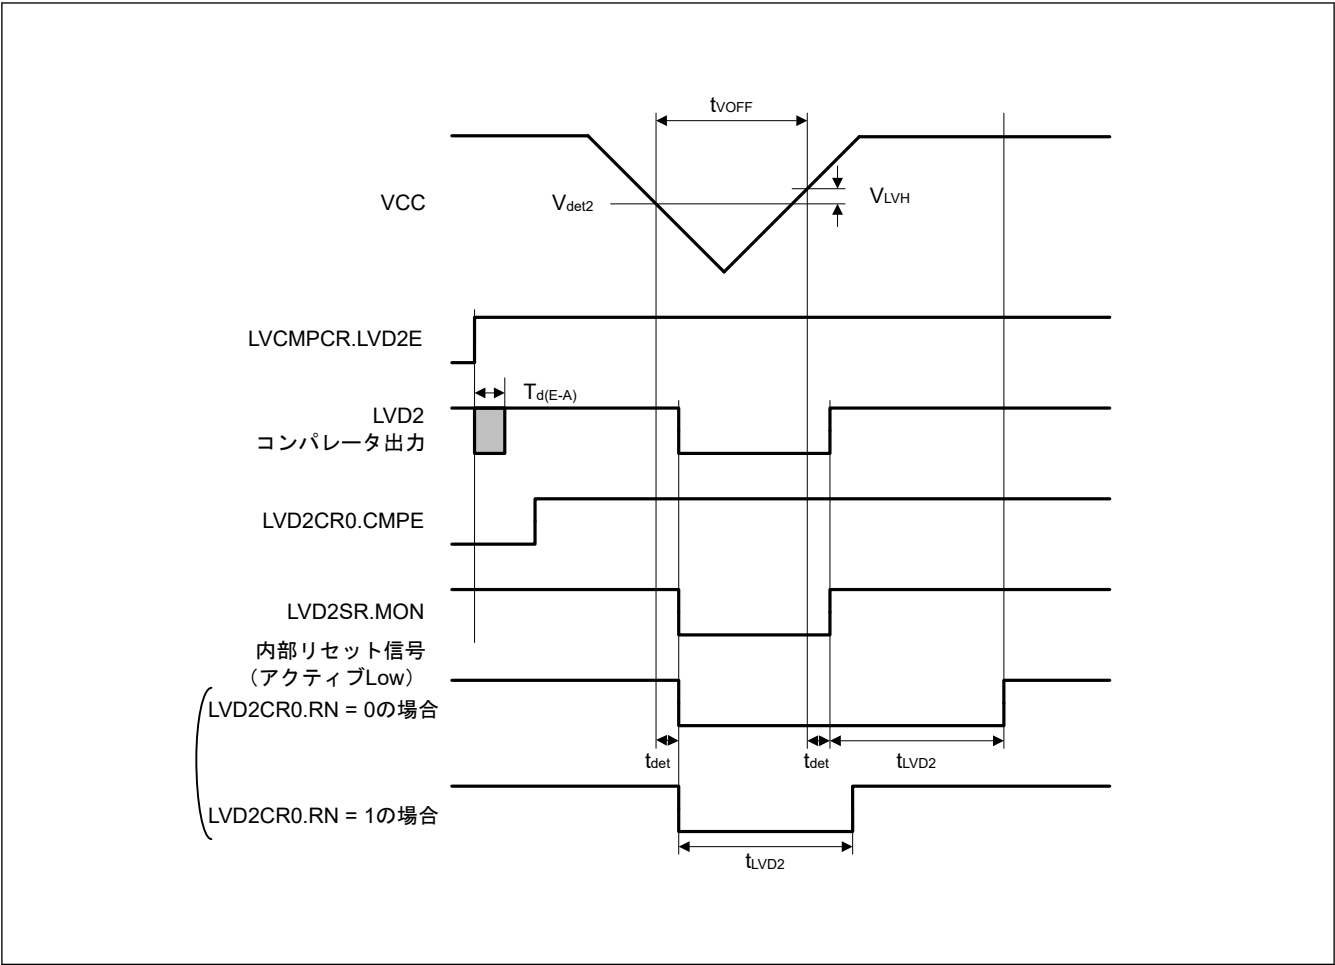 tVOFF
VCC
Vdet2
VLVH
LVCMPCR.LVD2E
Td(E-A)
LVD2
コンパレータ出力
LVD2CR0.CMPE
LVD2SR.MON
内部リセット信号
（アクティブLow）
LVD2CR0.RN = 0の場合
tdet
tdet
tLVD2
LVD2CR0.RN = 1の場合
tLVD2